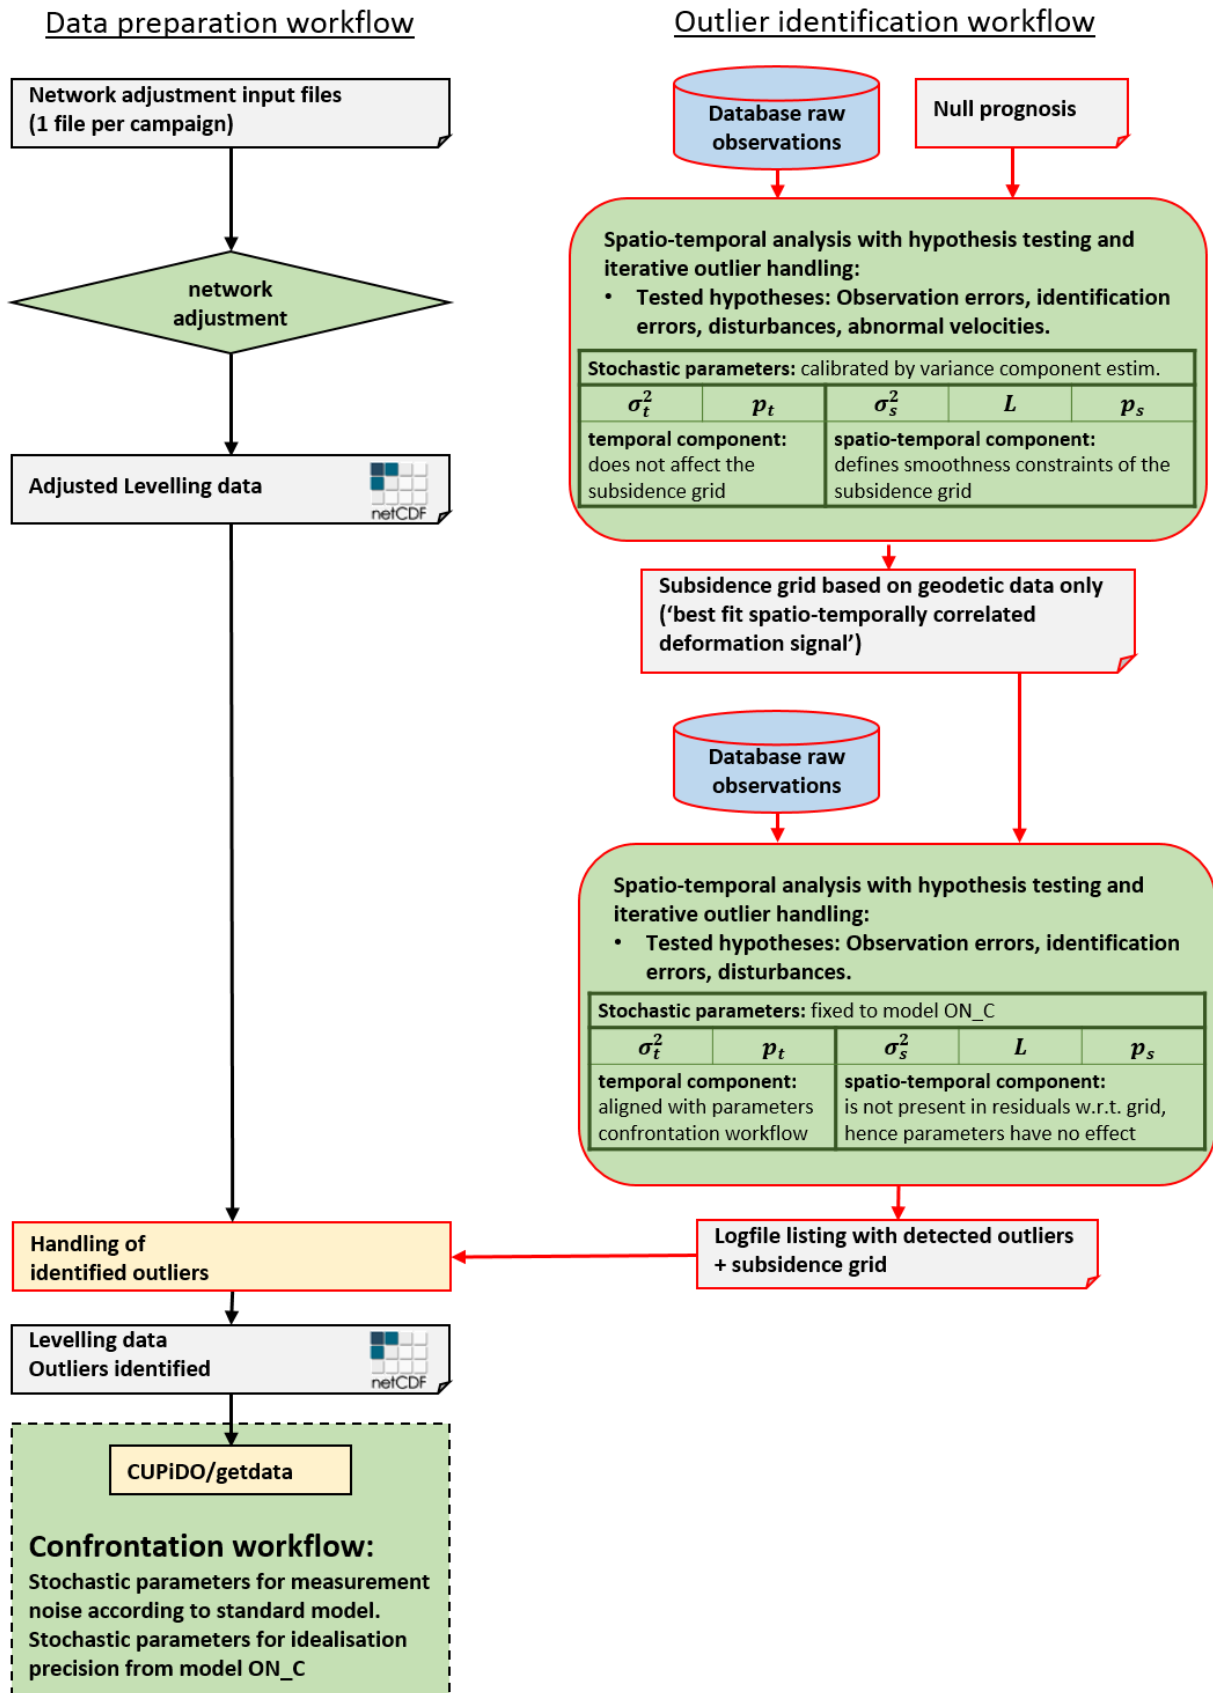 Data preparation workflow
Network adjustment input files
(1 file per campaign)
network
adjustment
Adjusted Levelling data
netCDF
Outlier identification workflow
Database raw
observations
Null prognosis
Spatio-temporal analysis with hypothesis testing and
iterative outlier handling:
• Tested hypotheses: Observation errors, identification
errors, disturbances, abnormal velocities.
Stochastic parameters: calibrated by variance component estim.
σ_t^2 p_t σ_s^2 L p_s
temporal component:
does not affect the
subsidence grid
spatio-temporal component:
defines smoothness constraints of the
subsidence grid
Subsidence grid based on geodetic data only
(‘best fit spatio-temporally correlated
deformation signal’)
Database raw
observations
Spatio-temporal analysis with hypothesis testing and
iterative outlier handling:
• Tested hypotheses: Observation errors, identification
errors, disturbances.
Stochastic parameters: fixed to model ON_C
σ_t^2 p_t σ_s^2 L p_s
temporal component:
aligned with parameters
confrontation workflow
spatio-temporal component:
is not present in residuals w.r.t. grid,
hence parameters have no effect
Logfile listing with detected outliers
+ subsidence grid
Handling of
identified outliers
Levelling data
Outliers identified
netCDF
CUPiDO/getdata
Confrontation workflow:
Stochastic parameters for measurement
noise according to standard model.
Stochastic parameters for idealisation
precision from model ON_C